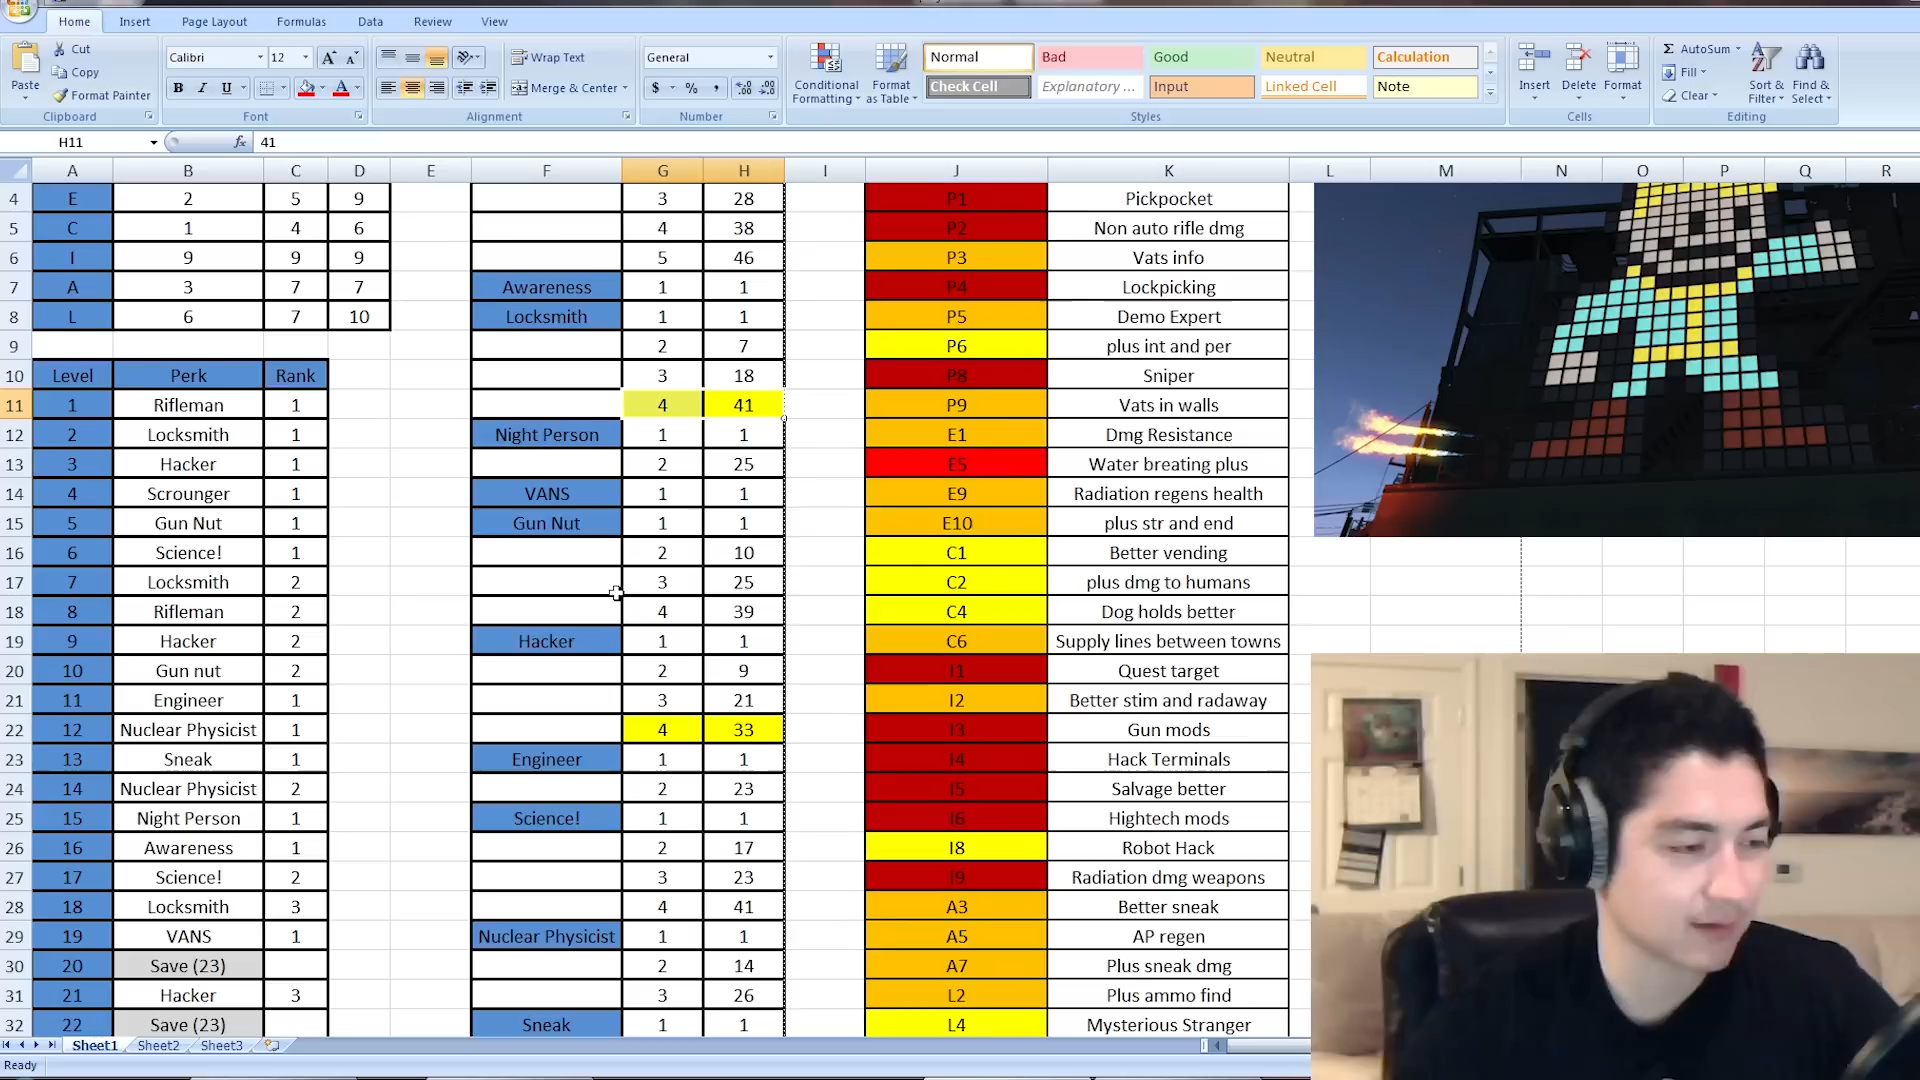 Home Insert Page Layout Formulas Data Review View
Paste Cut Copy Format Painter Clipboard
Calibri 12 A A B I U A Font
Wrap Text Merge & Center Alignment
General $ % , Number
Conditional Formatting Format as Table
Normal Bad Good Neutral Calculation
Check Cell Explanatory ... Input Linked Cell Note
Styles
Insert Delete Format Cells
Σ AutoSum Fill Clear Sort & Filter Find & Select Editing
H11 fx 41
A B C D E F G H I J K L M N O P Q R
4 E 2 5 9 3 28 P1 Pickpocket
5 C 1 4 6 4 38 P2 Non auto rifle dmg
6 I 9 9 9 5 46 P3 Vats info
7 A 3 7 7 Awareness 1 1 P4 Lockpicking
8 L 6 7 10 Locksmith 1 1 P5 Demo Expert
9 2 7 P6 plus int and per
10 Level Perk Rank 3 18 P8 Sniper
11 1 Rifleman 1 4 41 P9 Vats in walls
12 2 Locksmith 1 Night Person 1 1 E1 Dmg Resistance
13 3 Hacker 1 2 25 E5 Water breating plus
14 4 Scrounger 1 VANS 1 1 E9 Radiation regens health
15 5 Gun Nut 1 Gun Nut 1 1 E10 plus str and end
16 6 Science! 1 2 10 C1 Better vending
17 7 Locksmith 2 3 25 C2 plus dmg to humans
18 8 Rifleman 2 4 39 C4 Dog holds better
19 9 Hacker 2 Hacker 1 1 C6 Supply lines between towns
20 10 Gun nut 2 2 9 I1 Quest target
21 11 Engineer 1 3 21 I2 Better stim and radaway
22 12 Nuclear Physicist 1 4 33 I3 Gun mods
23 13 Sneak 1 Engineer 1 1 I4 Hack Terminals
24 14 Nuclear Physicist 2 2 23 I5 Salvage better
25 15 Night Person 1 Science! 1 1 I6 Hightech mods
26 16 Awareness 1 2 17 I8 Robot Hack
27 17 Science! 2 3 23 I9 Radiation dmg weapons
28 18 Locksmith 3 4 41 A3 Better sneak
29 19 VANS 1 Nuclear Physicist 1 1 A5 AP regen
30 20 Save (23) 2 14 A7 Plus sneak dmg
31 21 Hacker 3 3 26 L2 Plus ammo find
32 22 Save (23) Sneak 1 1 L4 Mysterious Stranger
Sheet1 Sheet2 Sheet3
Ready